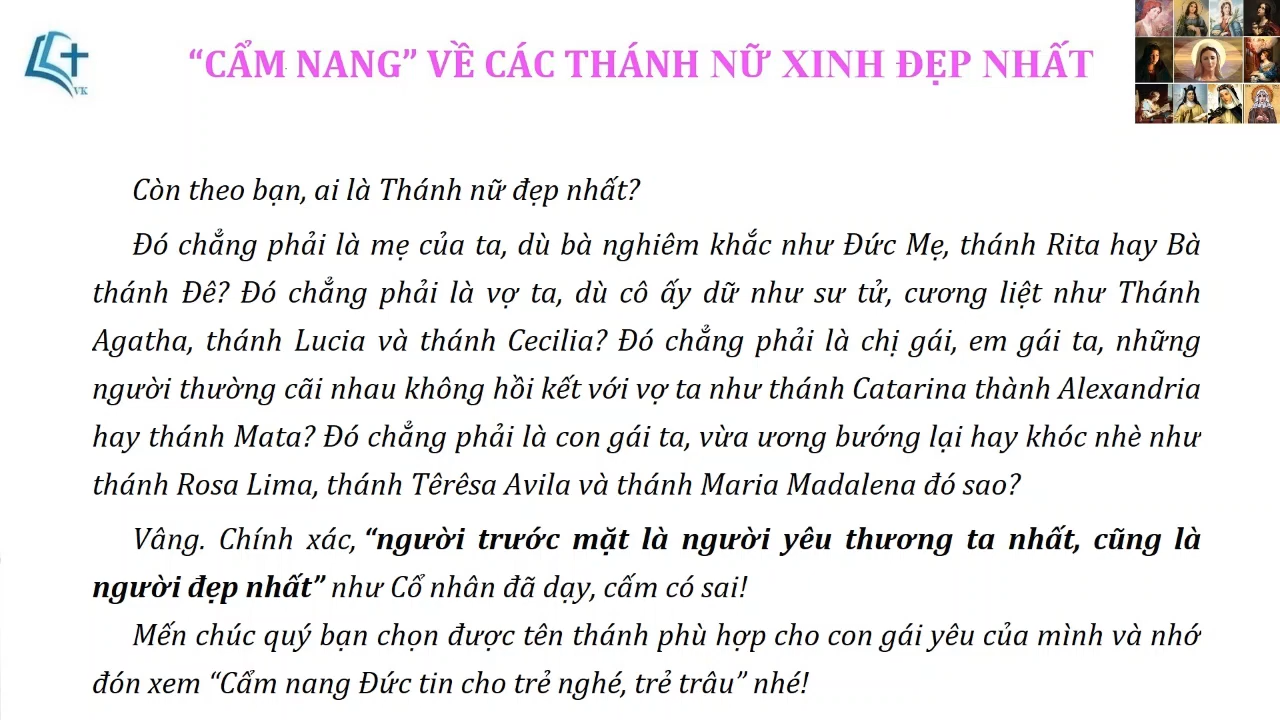 “CẨM NANG” VỀ CÁC THÁNH NỮ XINH ĐẸP NHẤT
VK
Còn theo bạn, ai là Thánh nữ đẹp nhất?
Đó chẳng phải là mẹ của ta, dù bà nghiêm khắc như Đức Mẹ, thánh Rita hay Bà
thánh Đê? Đó chẳng phải là vợ ta, dù cô ấy dữ như sư tử, cương liệt như Thánh
Agatha, thánh Lucia và thánh Cecilia? Đó chẳng phải là chị gái, em gái ta, những
người thường cãi nhau không hồi kết với vợ ta như thánh Catarina thành Alexandria
hay thánh Mata? Đó chẳng phải là con gái ta, vừa ương bướng lại hay khóc nhè như
thánh Rosa Lima, thánh Têrêsa Avila và thánh Maria Madalena đó sao?
Vâng. Chính xác, “người trước mặt là người yêu thương ta nhất, cũng là
người đẹp nhất” như Cổ nhân đã dạy, cấm có sai!
Mến chúc quý bạn chọn được tên thánh phù hợp cho con gái yêu của mình và nhớ
đón xem “Cẩm nang Đức tin cho trẻ nghé, trẻ trâu” nhé!